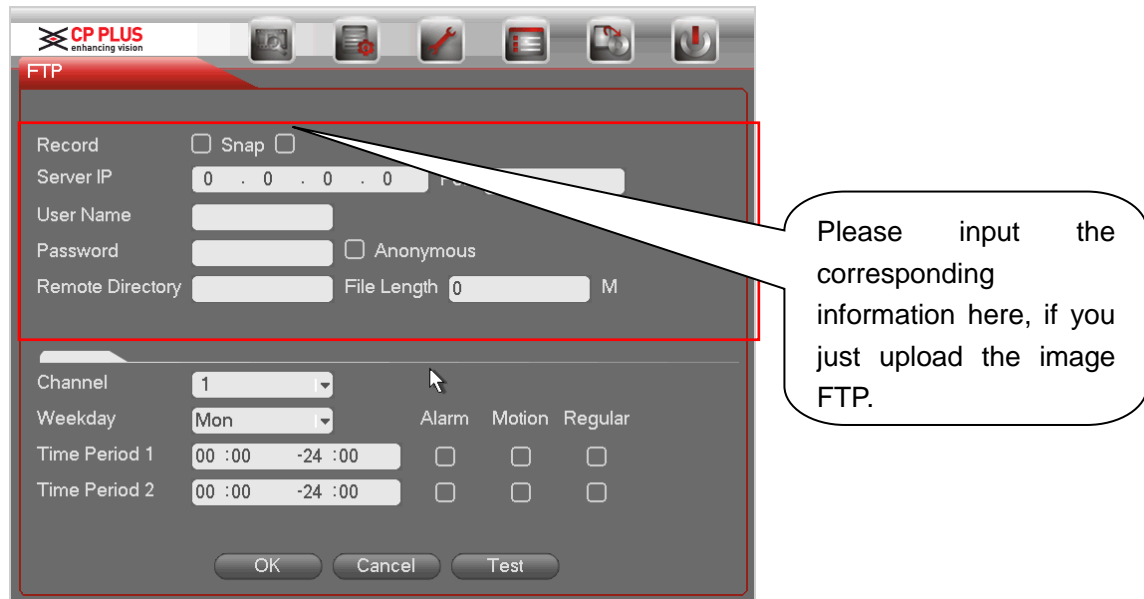 CP PLUS
enhancing vision
FTP
Record Snap
Server IP 0 . 0 . 0 . 0
User Name
Password Anonymous
Remote Directory File Length 0 M
Channel 1
Weekday Mon Alarm Motion Regular
Time Period 1 00 :00 -24 :00
Time Period 2 00 :00 -24 :00
OK Cancel Test
Please input the
corresponding
information here, if you
just upload the image
FTP.